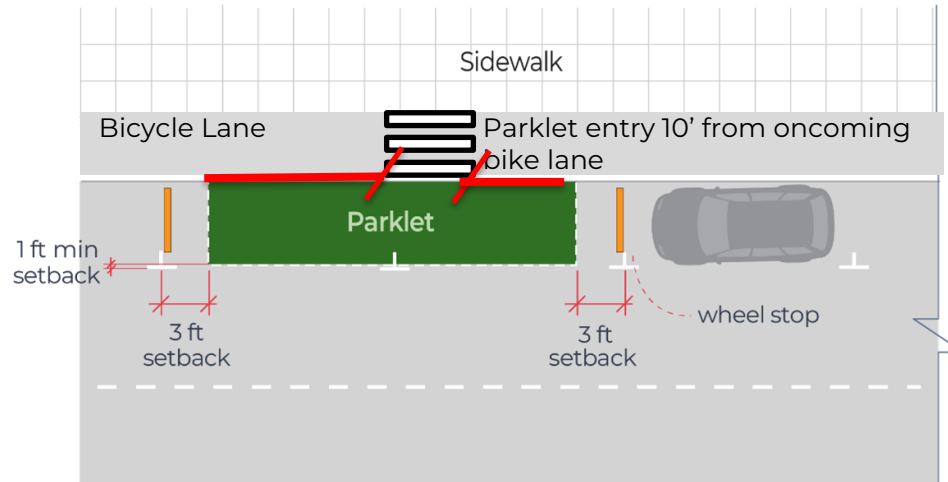 Sidewalk
Bicycle Lane
Parklet entry 10’ from oncoming
bike lane
Parklet
1 ft min
setback
3 ft
setback
3 ft
setback
wheel stop